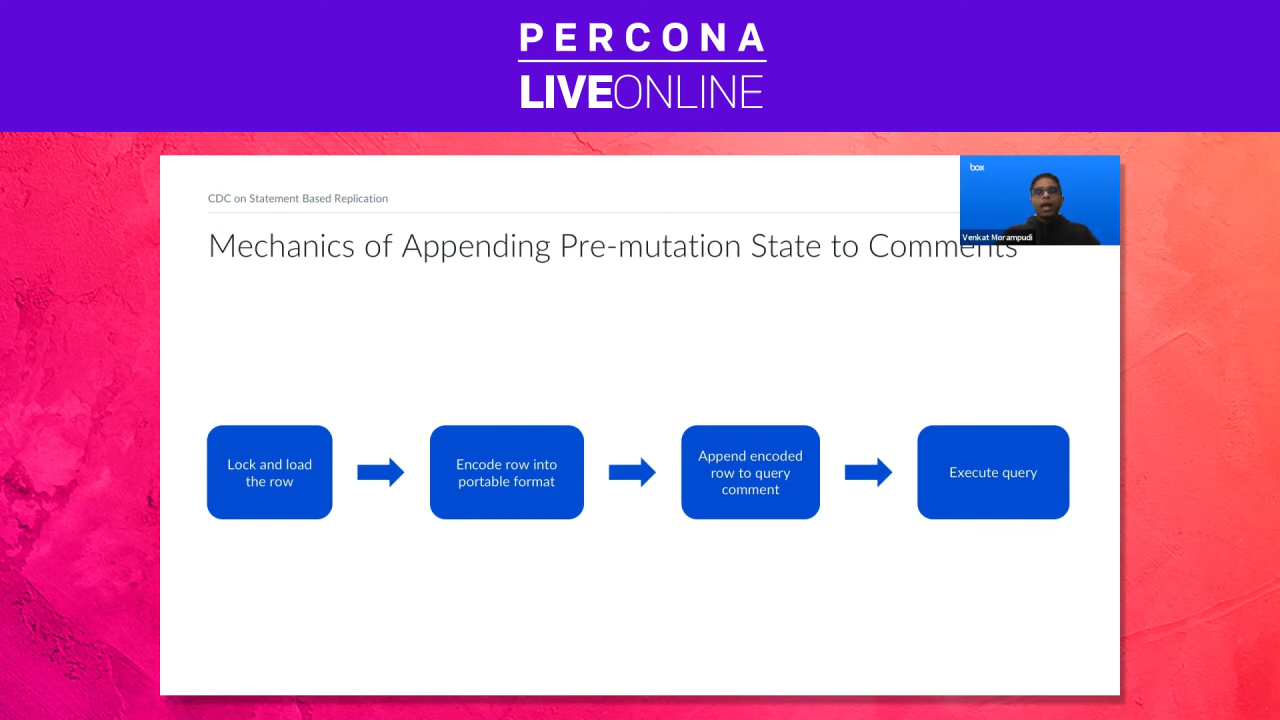 PERCONA
LIVEONLINE
CDC on Statement Based Replication
box
Venkat Morampudi
Mechanics of Appending Pre-mutation State to Comments
Lock and load
the row
Encode row into
portable format
Append encoded
row to query
comment
Execute query